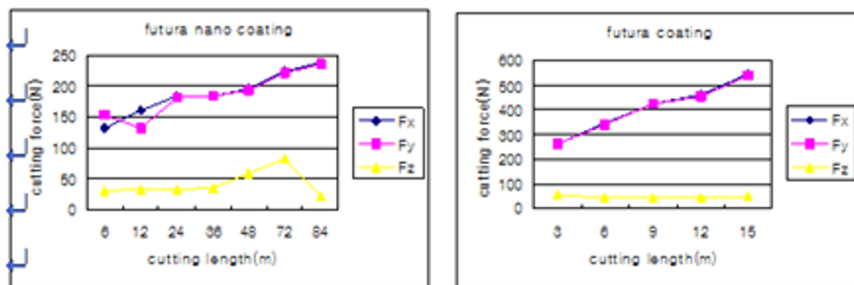 futura nano coating
cutting force(N)
250
200
150
100
50
0
6 12 24 36 48 72 84
cutting length(m)
Fx
Fy
Fz
futura coating
cutting force(N)
600
500
400
300
200
100
0
3 6 9 12 15
cutting length(m)
Fx
Fy
Fz